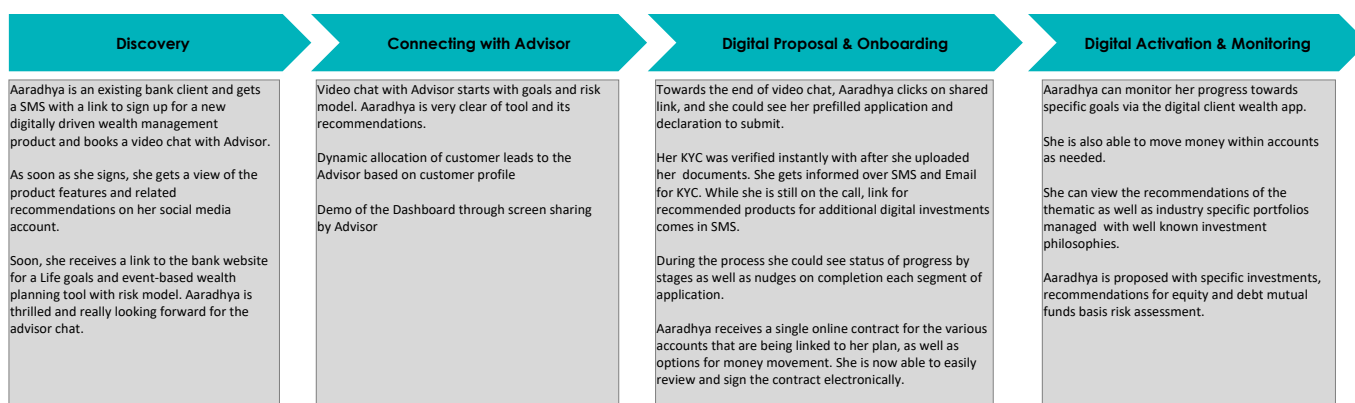 Discovery
Aaradhya is an existing bank client and gets
a SMS with a link to sign up for a new
digitally driven wealth management
product and books a video chat with Advisor.
As soon as she signs, she gets a view of the
product features and related
recommendations on her social media
account.
Soon, she receives a link to the bank website
for a Life goals and event-based wealth
planning tool with risk model. Aaradhya is
thrilled and really looking forward for the
advisor chat.
Connecting with Advisor
Video chat with Advisor starts with goals and risk
model. Aaradhya is very clear of tool and its
recommendations.
Dynamic allocation of customer leads to the
Advisor based on customer profile
Demo of the Dashboard through screen sharing
by Advisor
Digital Proposal & Onboarding
Towards the end of video chat, Aaradhya clicks on shared
link, and she could see her prefilled application and
declaration to submit.
Her KYC was verified instantly with after she uploaded
her documents. She gets informed over SMS and Email
for KYC. While she is still on the call, link for
recommended products for additional digital investments
comes in SMS.
During the process she could see status of progress by
stages as well as nudges on completion each segment of
application.
Aaradhya receives a single online contract for the various
accounts that are being linked to her plan, as well as
options for money movement. She is now able to easily
review and sign the contract electronically.
Digital Activation & Monitoring
Aaradhya can monitor her progress towards
specific goals via the digital client wealth app.
She is also able to move money within accounts
as needed.
She can view the recommendations of the
thematic as well as industry specific portfolios
managed with well known investment
philosophies.
Aaradhya is proposed with specific investments,
recommendations for equity and debt mutual
funds basis risk assessment.